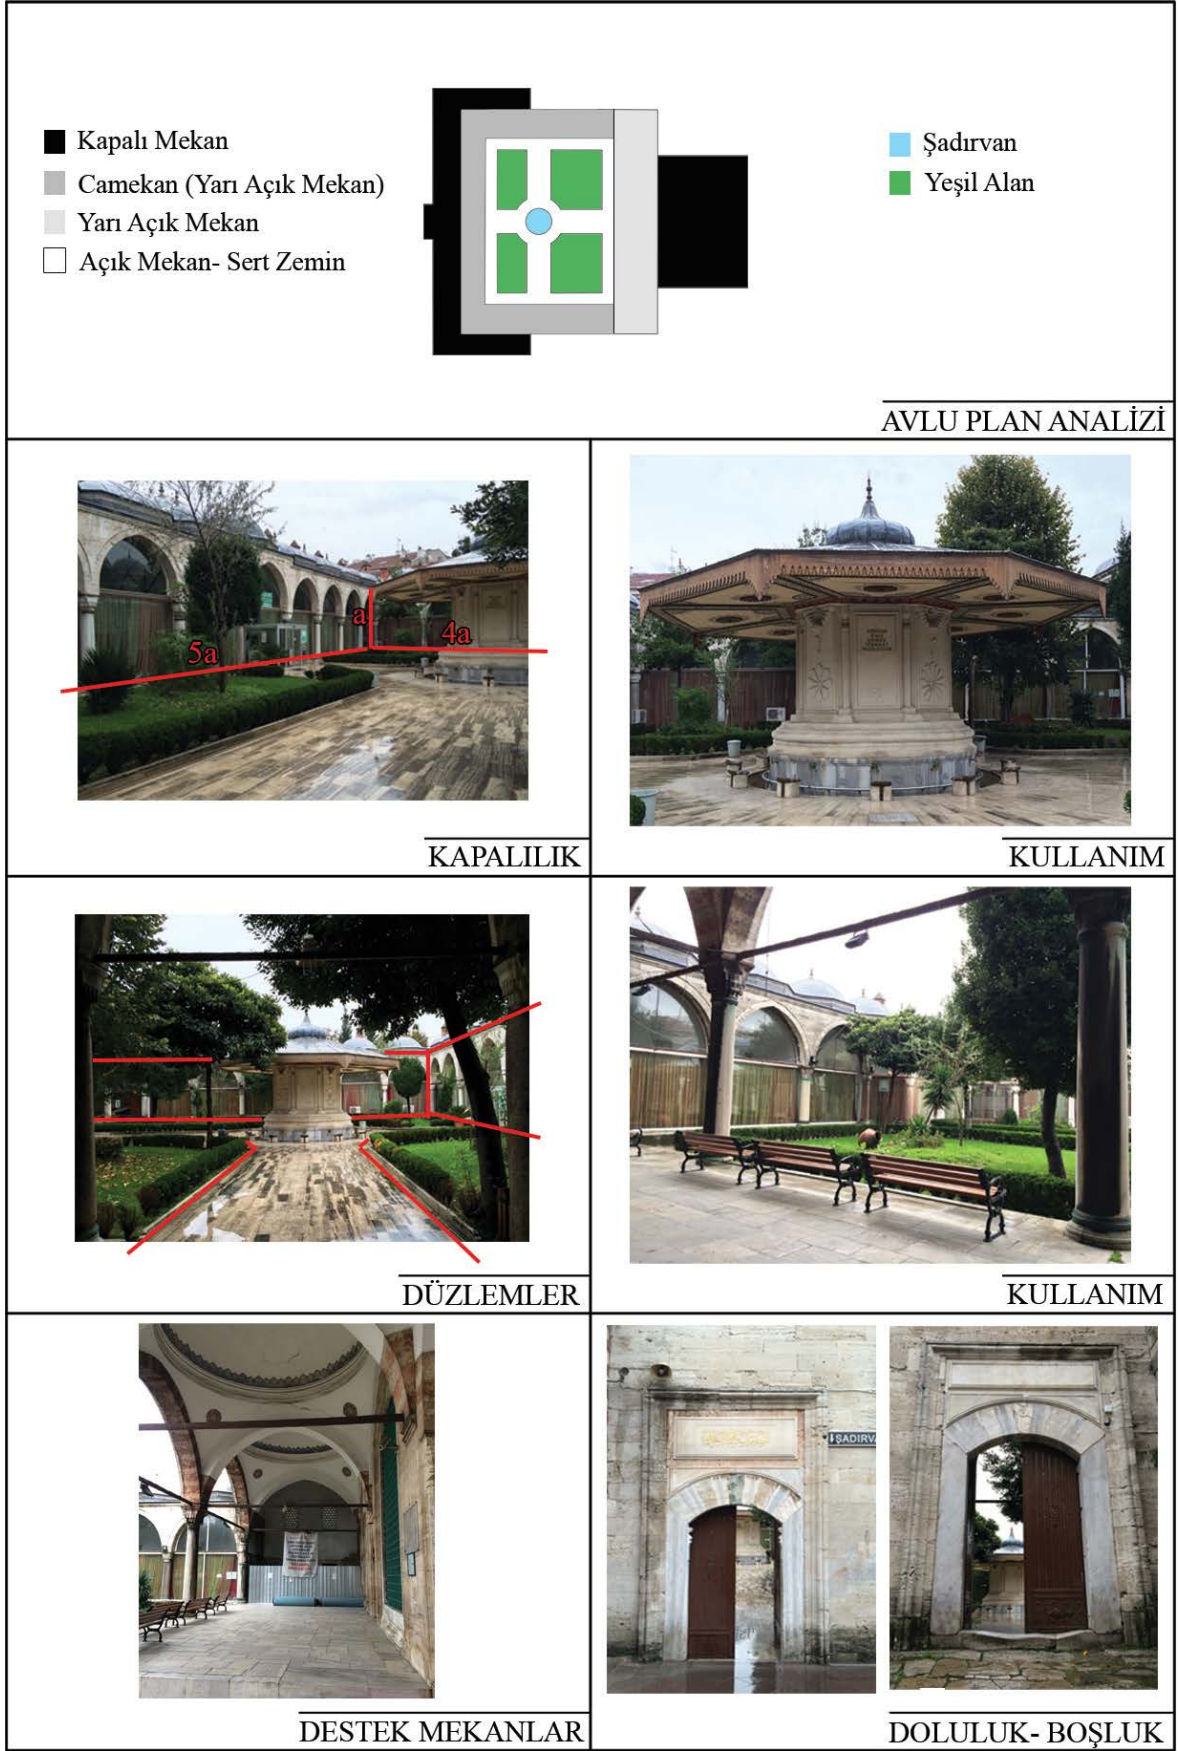 Kapalı Mekan
Camekan (Yarı Açık Mekan)
Yarı Açık Mekan
Açık Mekan- Sert Zemin
Şadırvan
Yeşil Alan
AVLU PLAN ANALİZİ
a
4a
5a
KAPALILIK
KULLANIM
DÜZLEMLER
KULLANIM
DESTEK MEKANLAR
ŞADIRVA
DOLULUK- BOŞLUK